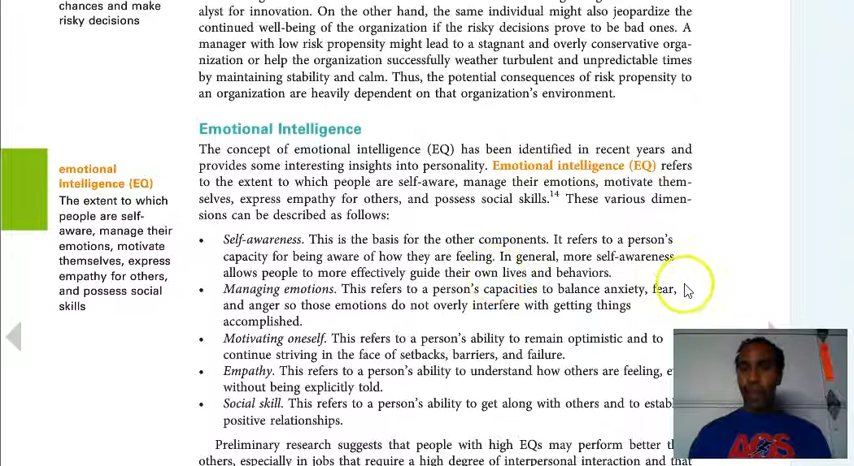 chances and make
risky decisions
alyst for innovation. On the other hand, the same individual might also jeopardize the
continued well-being of the organization if the risky decisions prove to be bad ones. A
manager with low risk propensity might lead to a stagnant and overly conservative orga-
nization or help the organization successfully weather turbulent and unpredictable times
by maintaining stability and calm. Thus, the potential consequences of risk propensity to
an organization are heavily dependent on that organization's environment.
Emotional Intelligence
The concept of emotional intelligence (EQ) has been identified in recent years and
provides some interesting insights into personality. Emotional intelligence (EQ) refers
to the extent to which people are self-aware, manage their emotions, motivate them-
selves, express empathy for others, and possess social skills.14 These various dimen-
sions can be described as follows:
emotional
intelligence (EQ)
The extent to which
people are self-
aware, manage their
emotions, motivate
themselves, express
empathy for others,
and possess social
skills
• Self-awareness. This is the basis for the other components. It refers to a person's
capacity for being aware of how they are feeling. In general, more self-awareness
allows people to more effectively guide their own lives and behaviors.
• Managing emotions. This refers to a person's capacities to balance anxiety, fear,
and anger so those emotions do not overly interfere with getting things
accomplished.
• Motivating oneself. This refers to a person's ability to remain optimistic and to
continue striving in the face of setbacks, barriers, and failure.
• Empathy. This refers to a person's ability to understand how others are feeling, e
without being explicitly told.
• Social skill. This refers to a person's ability to get along with others and to estab
positive relationships.
Preliminary research suggests that people with high EQs may perform better th
others, especially in jobs that require a high degree of interpersonal interaction and that